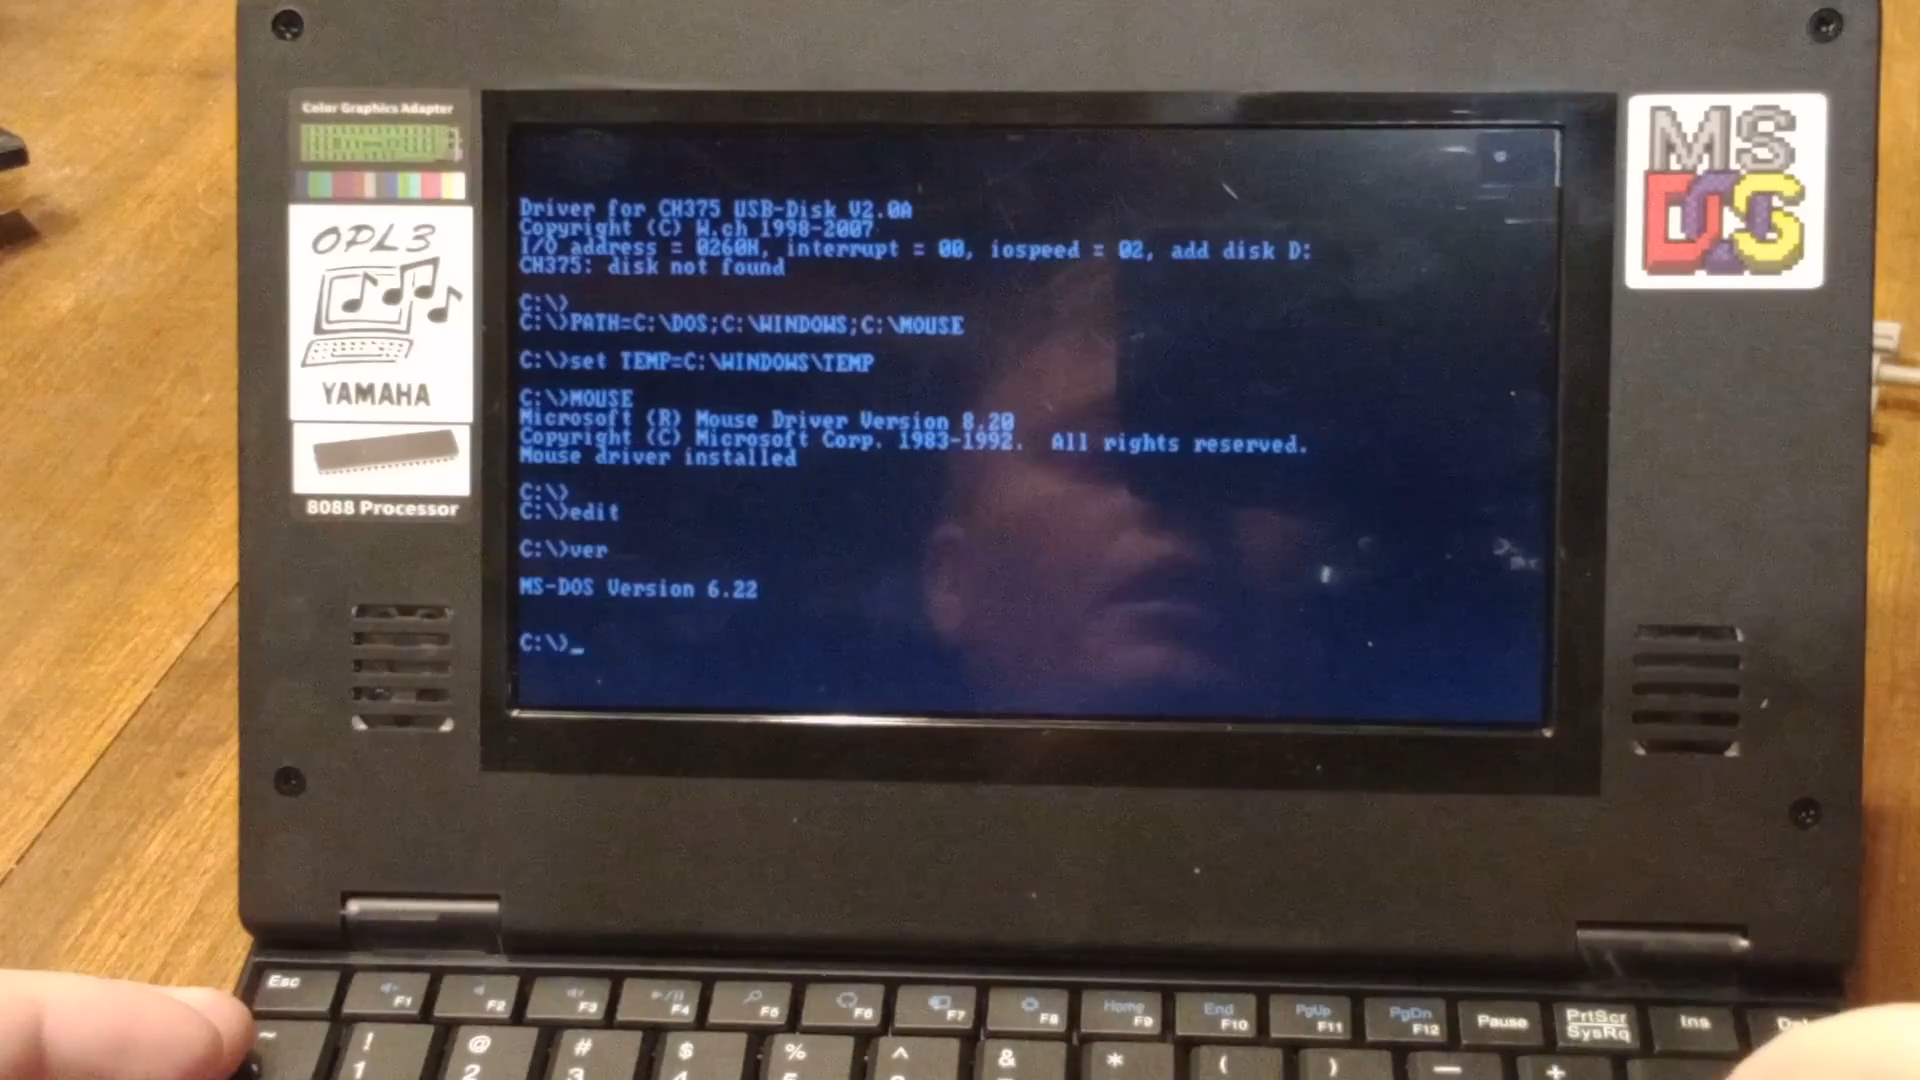 Color Graphics Adapter
OPL3
YAMAHA
8088 Processor
MS
DOS
Driver for CH375 USB-Disk V2.0A
Copyright (C) W.ch 1998-2007
I/O address = 0260H, interrupt = 00, iospeed = 02, add disk D:
CH375: disk not found
C:\>
C:\>PATH=C:\DOS;C:\WINDOWS;C:\MOUSE
C:\>set TEMP=C:\WINDOWS\TEMP
C:\>MOUSE
Microsoft (R) Mouse Driver Version 8.20
Copyright (C) Microsoft Corp. 1983-1992.  All rights reserved.
Mouse driver installed
C:\>
C:\>edit
C:\>ver
MS-DOS Version 6.22
C:\>_
Esc F1 F2 F3 F4 F5 F6 F7 F8 Home F9 End F10 PgUp F11 PgDn F12 Pause PrtScr SysRq Ins
~ ! 1 @ 2 # 3 $ 4 % ^ & * ( ) — +